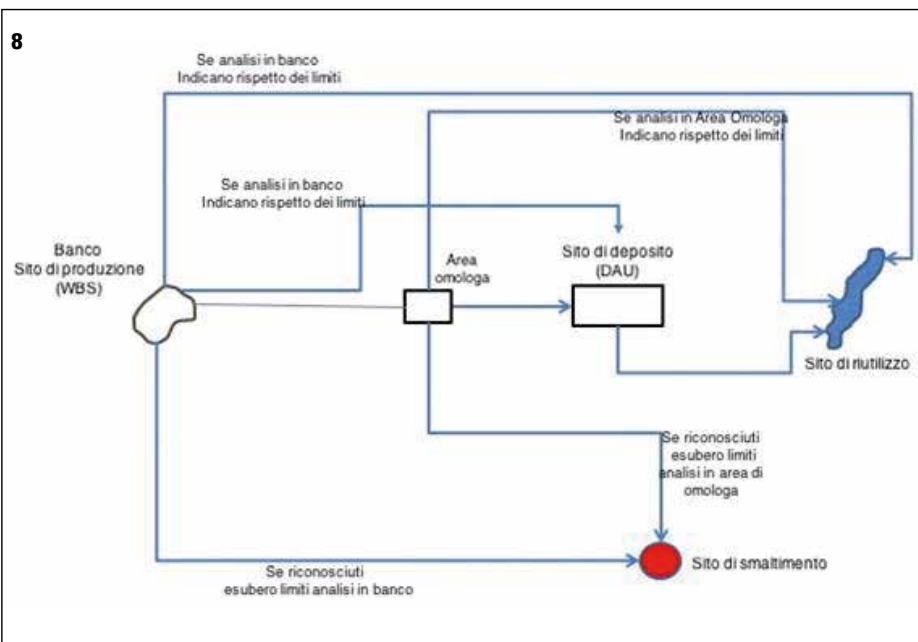 8
Se analisi in banco
Indicano rispetto dei limiti
Se analisi in Area Omologa
Indicano rispetto dei limiti
Se analisi in banco
Indicano rispetto dei limiti
Banco
Sito di produzione
(WBS)
Area
omologa
Sito di deposito
(DAU)
Sito di riutilizzo
Se riconosciuti
esubero limiti
analisi in area di
omologa
Sito di smaltimento
Se riconosciuti
esubero limiti analisi in banco